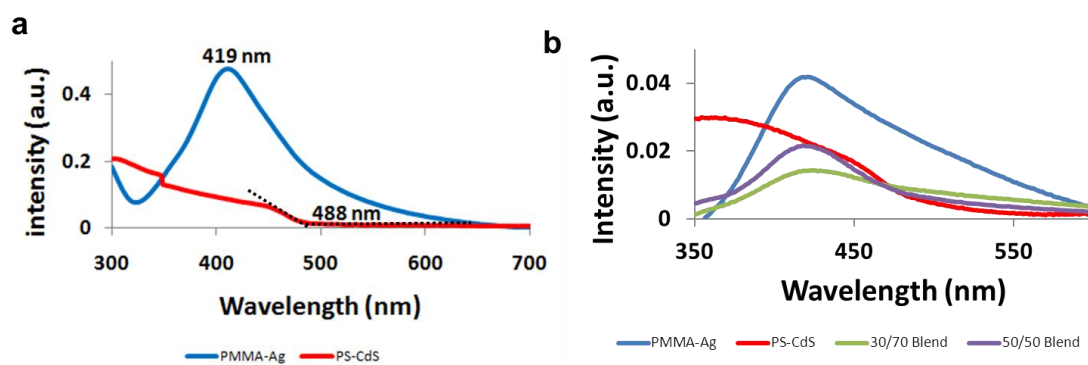 a
intensity (a.u.)
0.4
0.2
0
419 nm
488 nm
300 400 500 600 700
Wavelength (nm)
PMMA-Ag PS-CdS
b
Intensity (a.u.)
0.04
0.02
0
350 450 550
Wavelength (nm)
PMMA-Ag PS-CdS 30/70 Blend 50/50 Blend